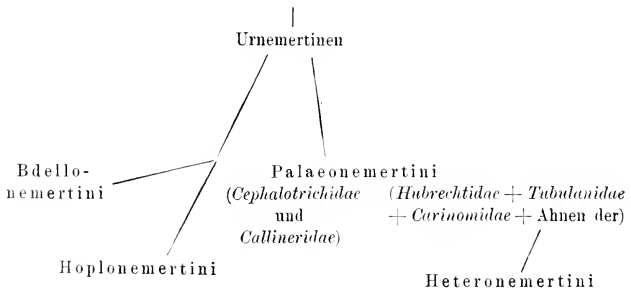 Urnemertinen
Bdello-
nemertini
Palaeonemertini
(Cephalotrichidae
und
Callineridae)
(Hubrechtidae + Tubulanidae
+ Carinomidae + Ahnen der)
Hoplonemertini
Heteronemertini